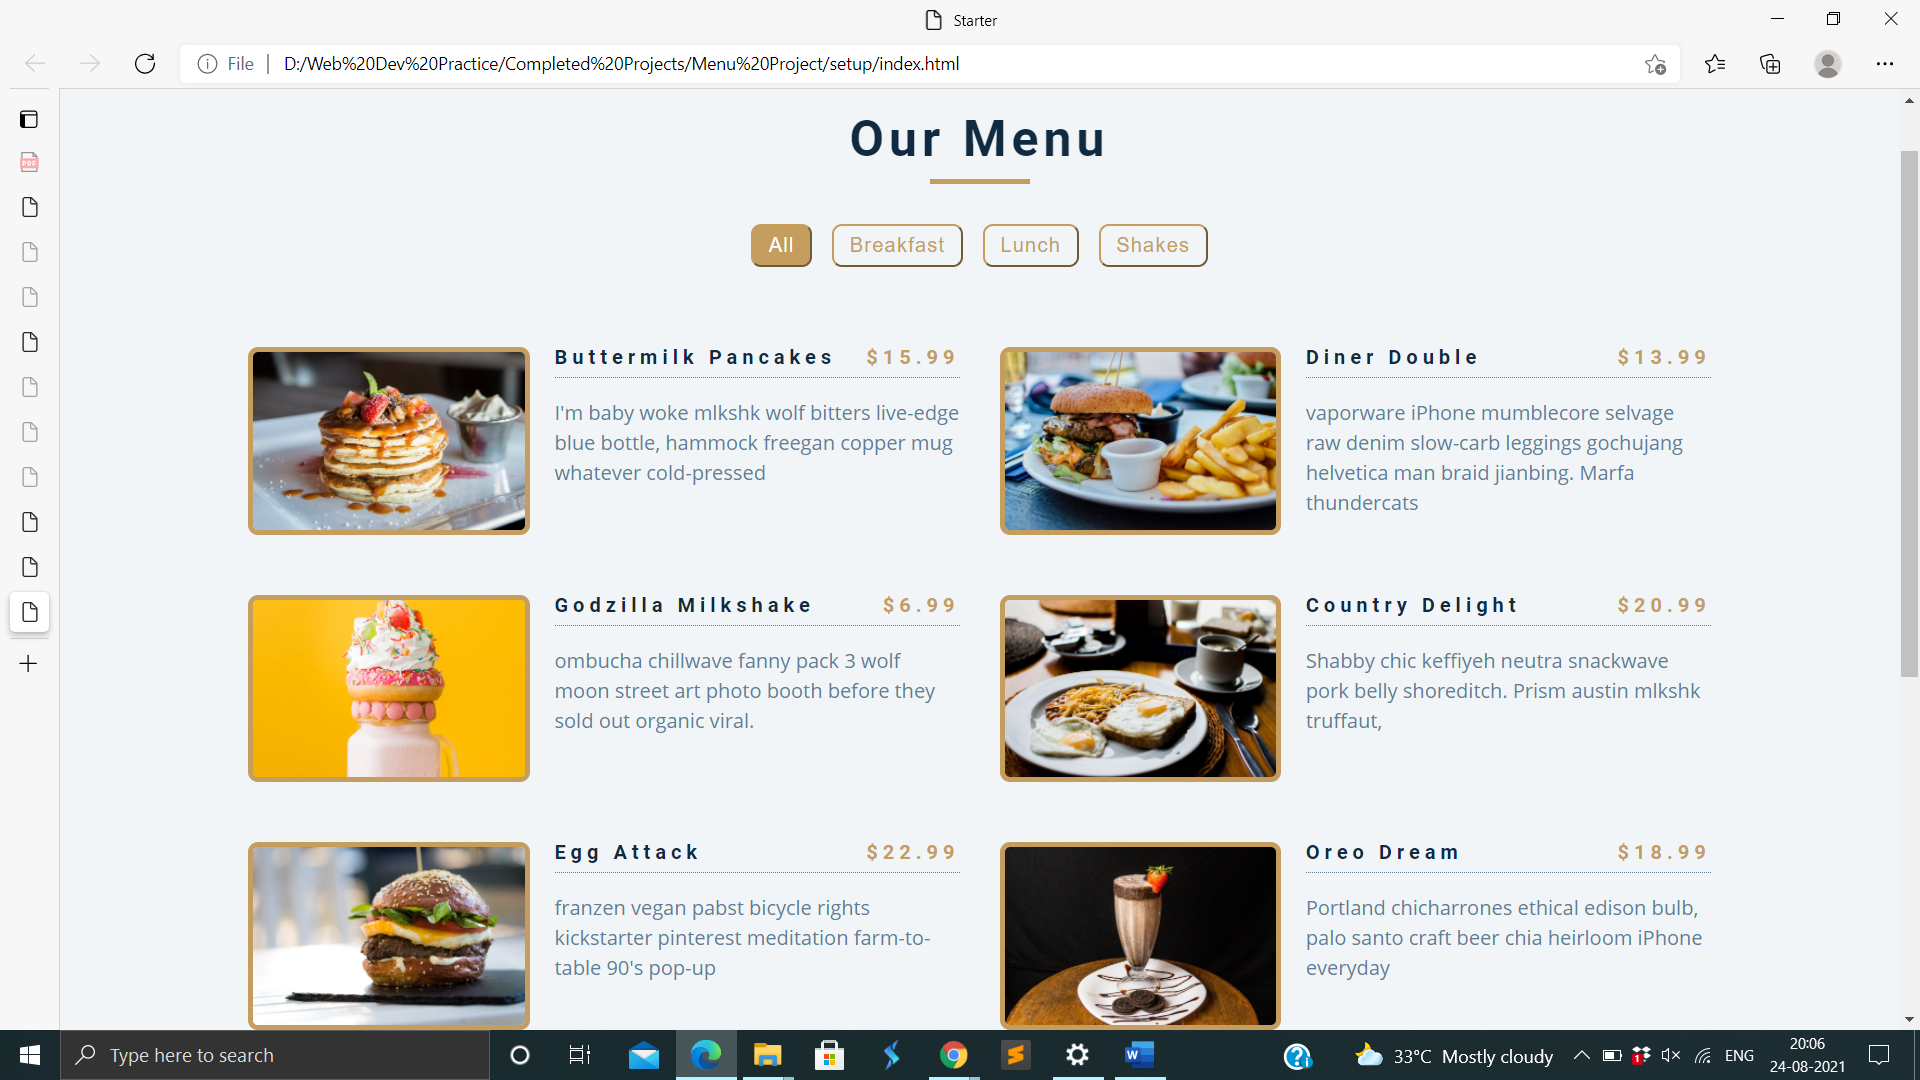 Starter
File
D:/Web%20Dev%20Practice/Completed%20Projects/Menu%20Project/setup/index.html
PDF
Our Menu
All
Breakfast
Lunch
Shakes
Buttermilk Pancakes $15.99
I'm baby woke mlkshk wolf bitters live-edge
blue bottle, hammock freegan copper mug
whatever cold-pressed
Diner Double $13.99
vaporware iPhone mumblecore selvage
raw denim slow-carb leggings gochujang
helvetica man braid jianbing. Marfa
thundercats
Godzilla Milkshake $6.99
ombucha chillwave fanny pack 3 wolf
moon street art photo booth before they
sold out organic viral.
Country Delight $20.99
Shabby chic keffiyeh neutra snackwave
pork belly shoreditch. Prism austin mlkshk
truffaut,
Egg Attack $22.99
franzen vegan pabst bicycle rights
kickstarter pinterest meditation farm-to-
table 90's pop-up
Oreo Dream $18.99
Portland chicharrones ethical edison bulb,
palo santo craft beer chia heirloom iPhone
everyday
Type here to search
33°C Mostly cloudy
1
ENG
20:06
24-08-2021